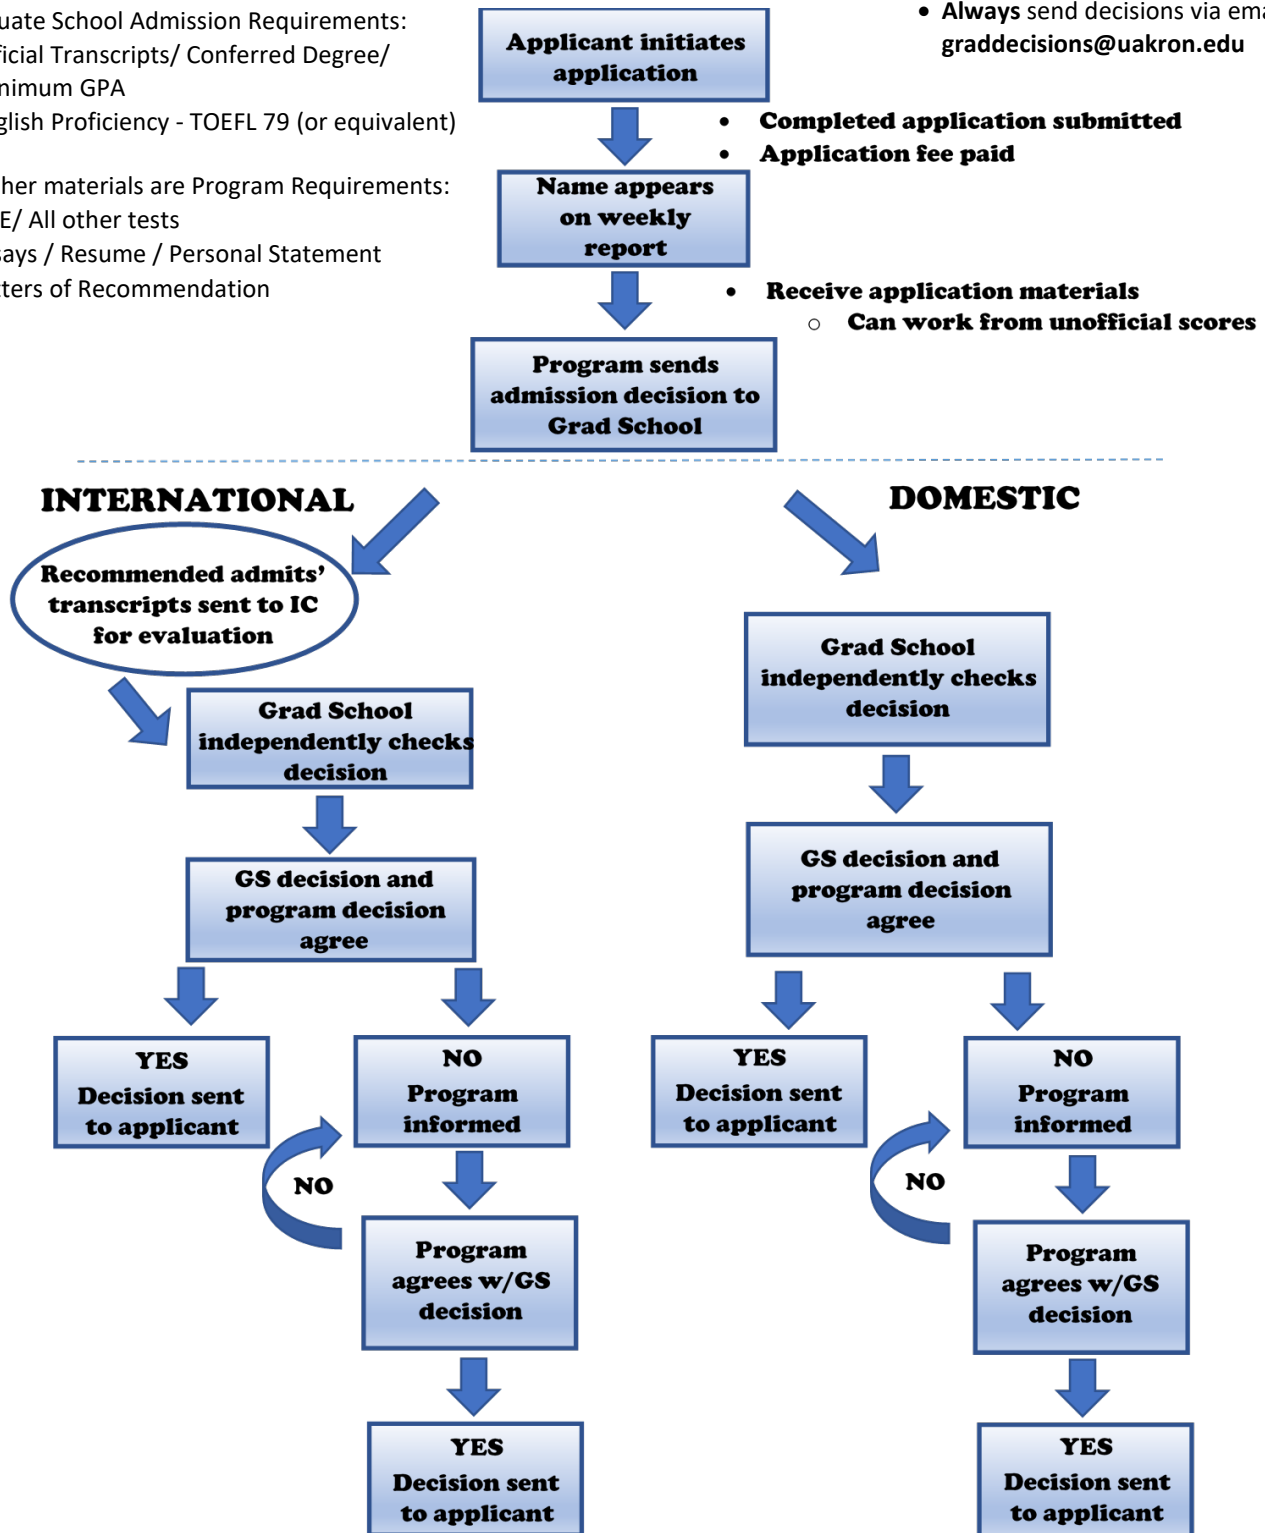 uate School Admission Requirements:
ficial Transcripts/ Conferred Degree/
nimum GPA
glish Proficiency - TOEFL 79 (or equivalent)
her materials are Program Requirements:
E/ All other tests
says / Resume / Personal Statement
tters of Recommendation
• Always send decisions via ema
graddecisions@uakron.edu
Applicant initiates
application
• Completed application submitted
• Application fee paid
Name appears
on weekly
report
• Receive application materials
○ Can work from unofficial scores
Program sends
admission decision to
Grad School
INTERNATIONAL
Recommended admits’
transcripts sent to IC
for evaluation
Grad School
independently checks
decision
GS decision and
program decision
agree
YES
Decision sent
to applicant
NO
Program
informed
NO
Program
agrees w/GS
decision
YES
Decision sent
to applicant
DOMESTIC
Grad School
independently checks
decision
GS decision and
program decision
agree
YES
Decision sent
to applicant
NO
Program
informed
NO
Program
agrees w/GS
decision
YES
Decision sent
to applicant